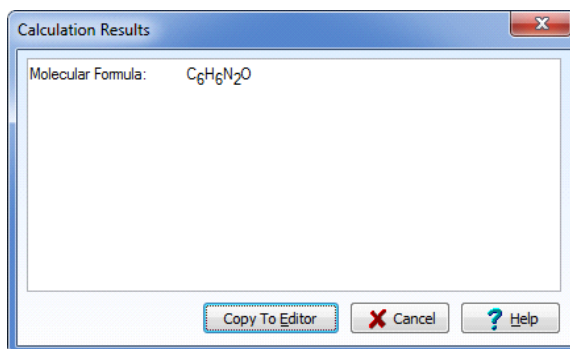 Calculation Results
Molecular Formula: C₆H₆N₂O
Copy To Editor
Cancel
Help